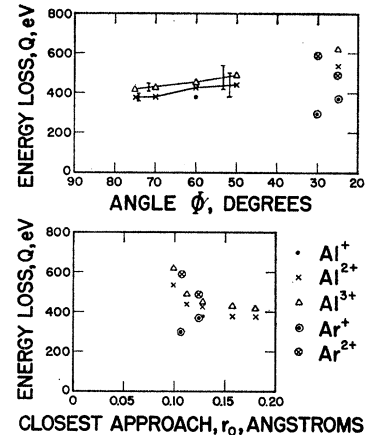 ENERGY LOSS, Q, eV
800
600
400
200
0
90 80 70 60 50 40 30 20 10
ANGLE ϕ, DEGREES
ENERGY LOSS, Q, eV
800
600
400
200
0
0 0.05 0.10 0.15 0.20
CLOSEST APPROACH, r₀, ANGSTROMS
Al⁺
Al²⁺
Al³⁺
Ar⁺
Ar²⁺